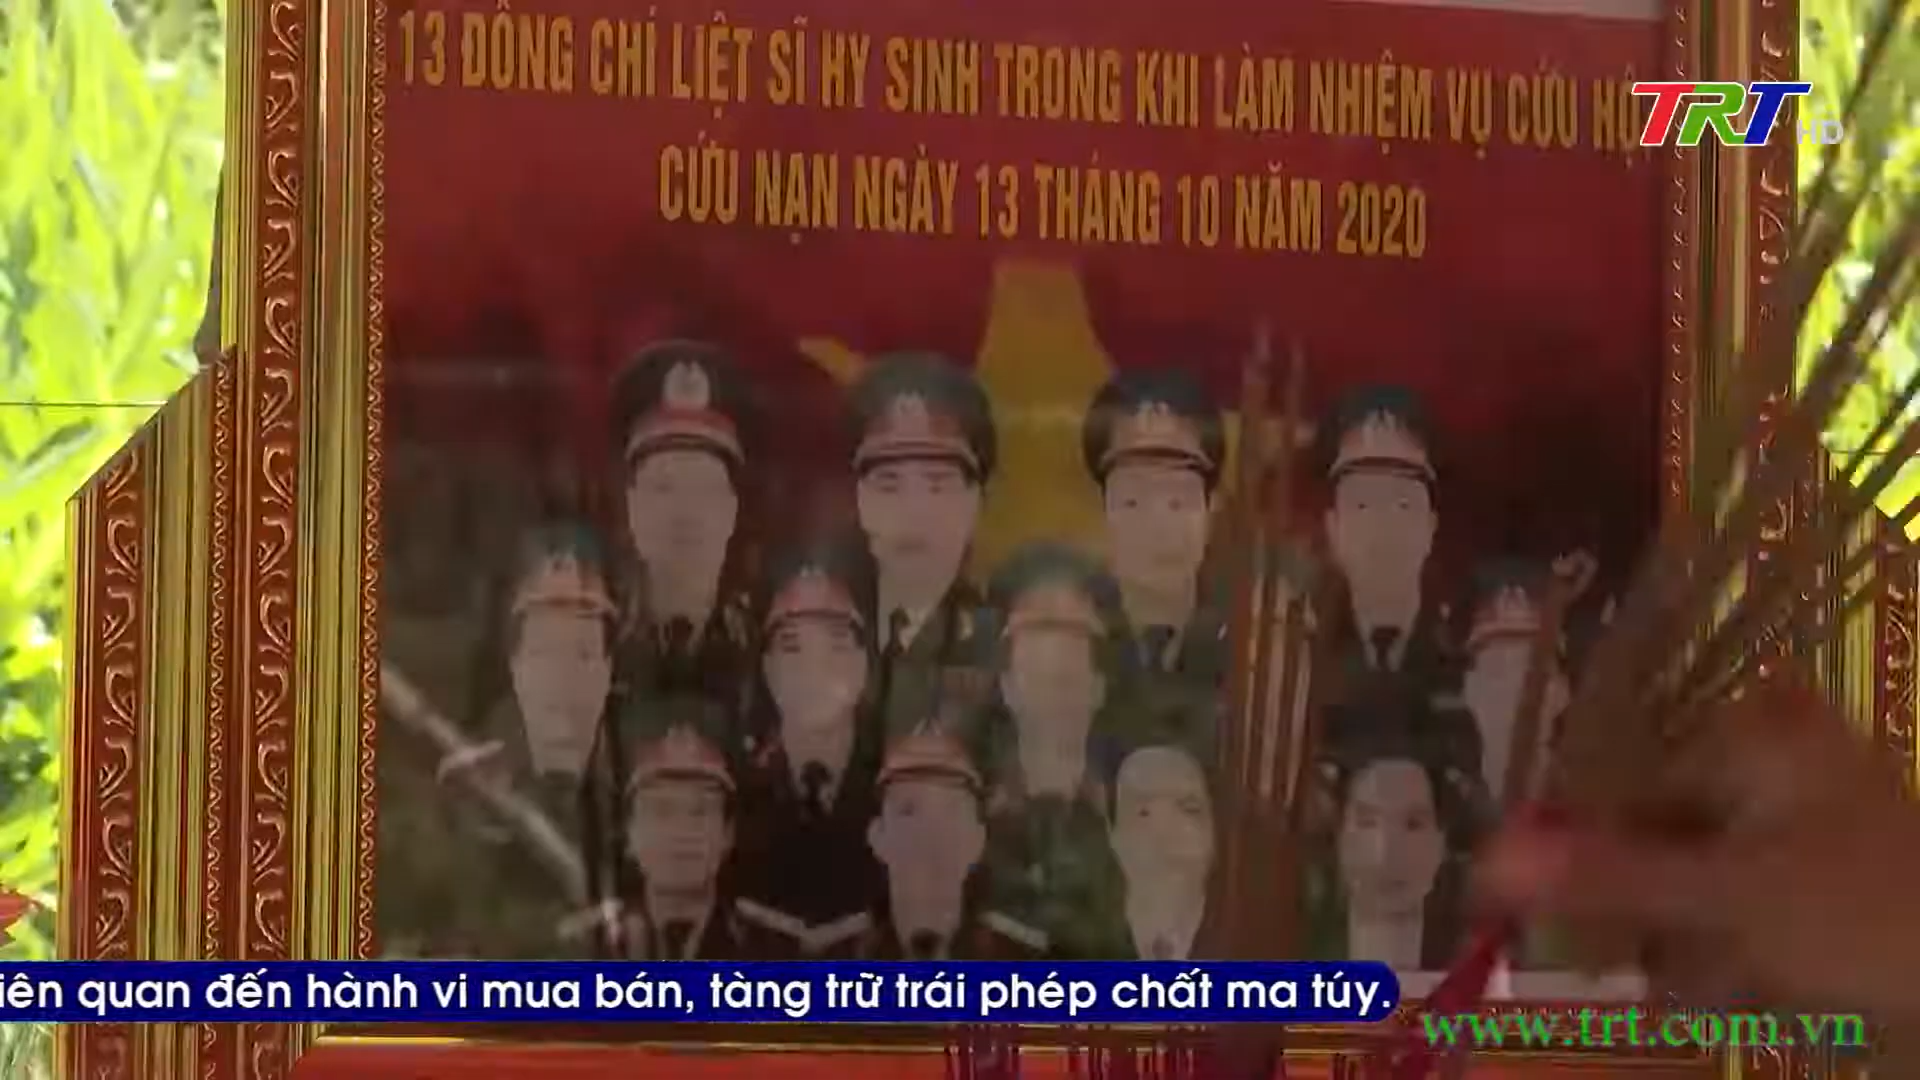 13 ĐỒNG CHÍ LIỆT SĨ HY SINH TRONG KHI LÀM NHIỆM VỤ CỨU HỘ,
CỨU NẠN NGÀY 13 THÁNG 10 NĂM 2020
TRT HD
iên quan đến hành vi mua bán, tàng trữ trái phép chất ma túy.
www.trt.com.vn